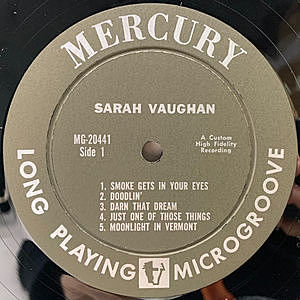 MERCURY
SARAH VAUGHAN
MG-20441
Side 1
A Custom
High Fidelity
Recording
1. SMOKE GETS IN YOUR EYES
2. DOODLIN'
3. DARN THAT DREAM
4. JUST ONE OF THOSE THINGS
5. MOONLIGHT IN VERMONT
LONG PLAYING MICROGROOVE